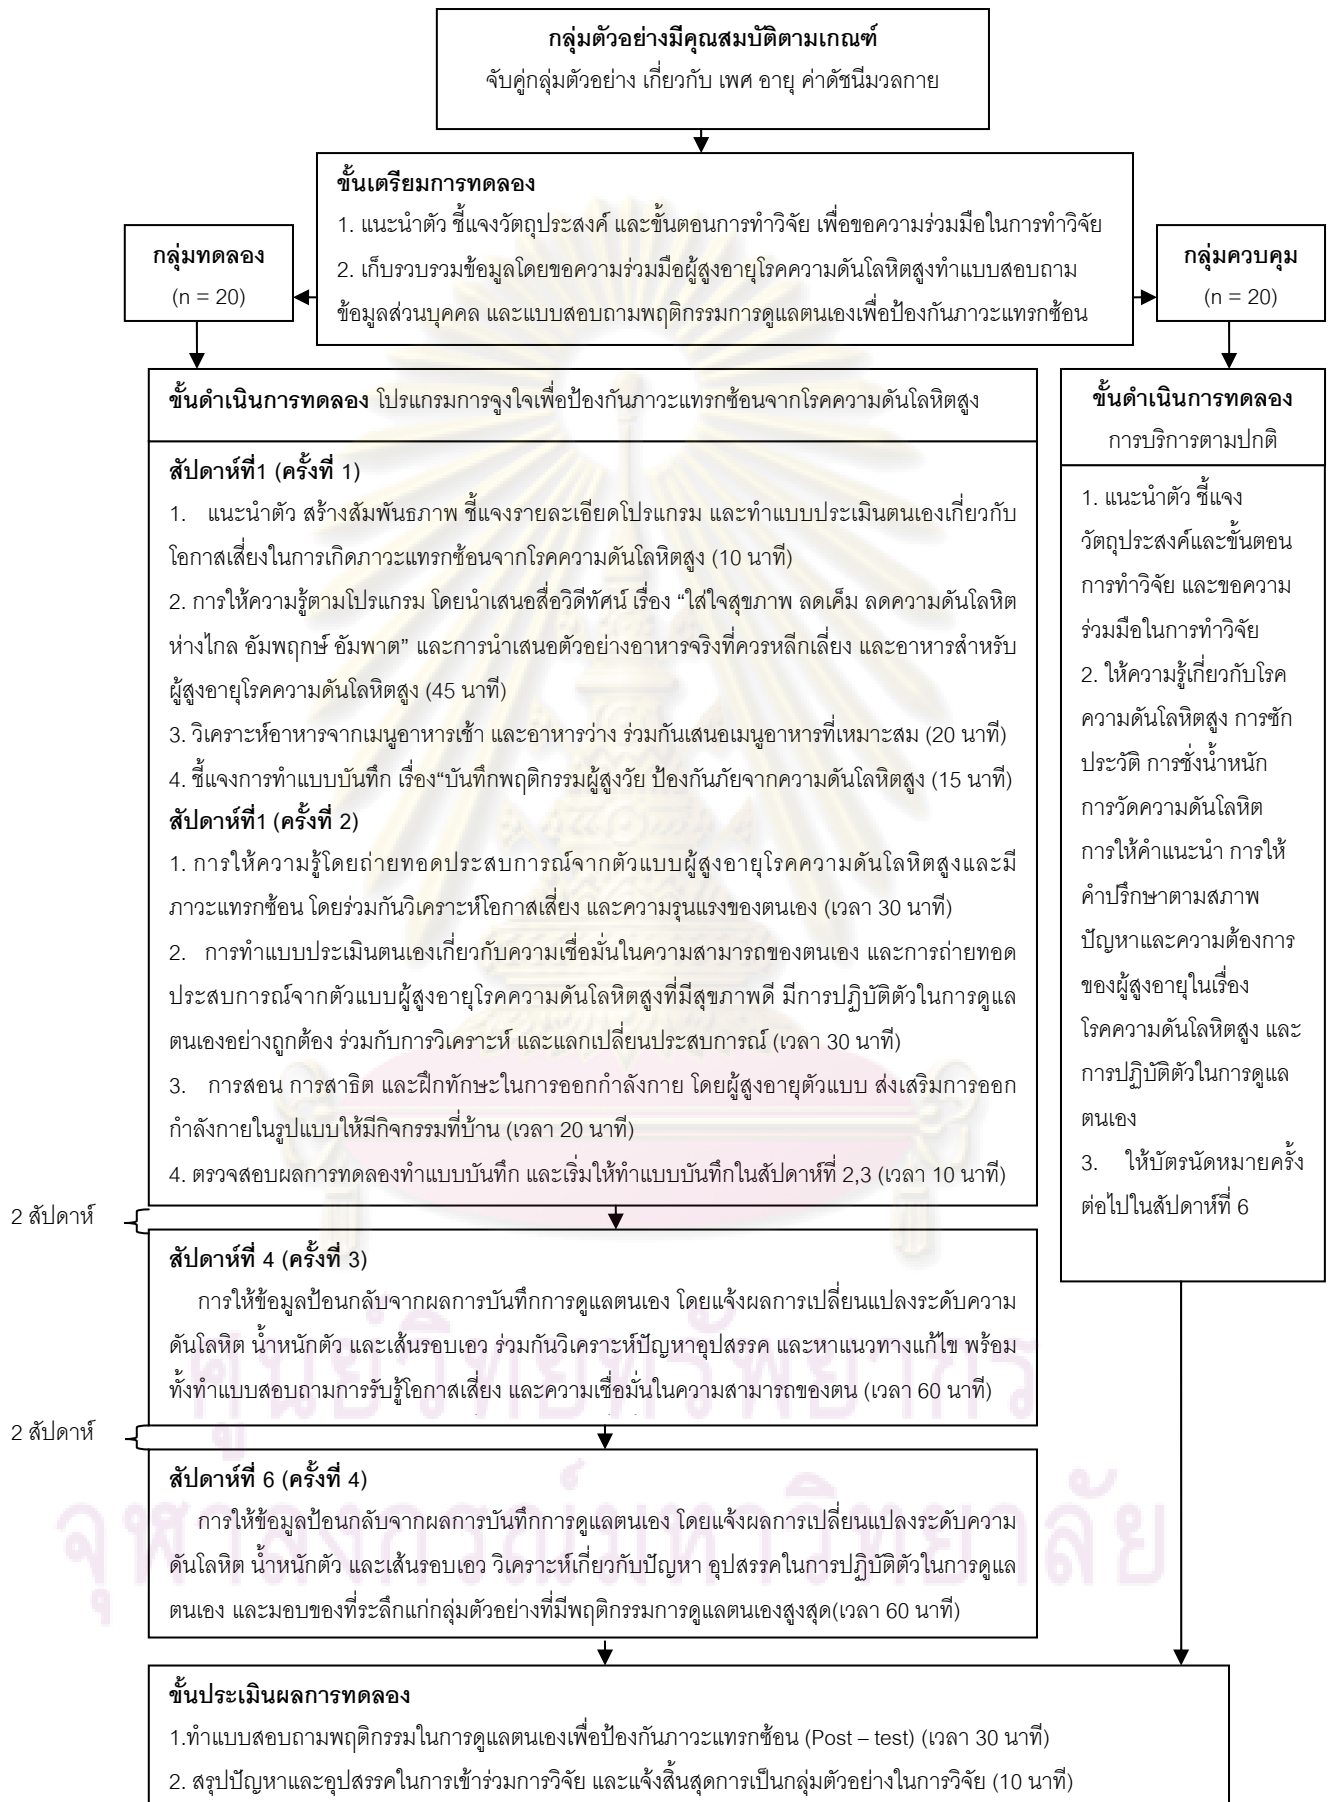 กลุ่มตัวอย่างมีคุณสมบัติตามเกณฑ์
จับคู่กลุ่มตัวอย่าง เกี่ยวกับ เพศ อายุ ค่าดัชนีมวลกาย
ขั้นเตรียมการทดลอง
1. แนะนำตัว ชี้แจงวัตถุประสงค์ และขั้นตอนการทำวิจัย เพื่อขอความร่วมมือในการทำวิจัย
2. เก็บรวบรวมข้อมูลโดยขอความร่วมมือผู้สูงอายุโรคความดันโลหิตสูงทำแบบสอบถาม
ข้อมูลส่วนบุคคล และแบบสอบถามพฤติกรรมการดูแลตนเองเพื่อป้องกันภาวะแทรกซ้อน
กลุ่มทดลอง
(n = 20)
กลุ่มควบคุม
(n = 20)
ขั้นดำเนินการทดลอง โปรแกรมการจูงใจเพื่อป้องกันภาวะแทรกซ้อนจากโรคความดันโลหิตสูง
สัปดาห์ที่1 (ครั้งที่ 1)
1. แนะนำตัว สร้างสัมพันธภาพ ชี้แจงรายละเอียดโปรแกรม และทำแบบประเมินตนเองเกี่ยวกับ
โอกาสเสี่ยงในการเกิดภาวะแทรกซ้อนจากโรคความดันโลหิตสูง (10 นาที)
2. การให้ความรู้ตามโปรแกรม โดยนำเสนอสื่อวิดีทัศน์ เรื่อง “ใส่ใจสุขภาพ ลดเค็ม ลดความดันโลหิต
ห่างไกล อัมพฤกษ์ อัมพาต” และการนำเสนอตัวอย่างอาหารจริงที่ควรหลีกเลี่ยง และอาหารสำหรับ
ผู้สูงอายุโรคความดันโลหิตสูง (45 นาที)
3. วิเคราะห์อาหารจากเมนูอาหารเช้า และอาหารว่าง ร่วมกันเสนอเมนูอาหารที่เหมาะสม (20 นาที)
4. ชี้แจงการทำแบบบันทึก เรื่อง“บันทึกพฤติกรรมผู้สูงวัย ป้องกันภัยจากความดันโลหิตสูง (15 นาที)
สัปดาห์ที่1 (ครั้งที่ 2)
1. การให้ความรู้โดยถ่ายทอดประสบการณ์จากตัวแบบผู้สูงอายุโรคความดันโลหิตสูงและมี
ภาวะแทรกซ้อน โดยร่วมกันวิเคราะห์โอกาสเสี่ยง และความรุนแรงของตนเอง (เวลา 30 นาที)
2. การทำแบบประเมินตนเองเกี่ยวกับความเชื่อมั่นในความสามารถของตนเอง และการถ่ายทอด
ประสบการณ์จากตัวแบบผู้สูงอายุโรคความดันโลหิตสูงที่มีสุขภาพดี มีการปฏิบัติตัวในการดูแล
ตนเองอย่างถูกต้อง ร่วมกับการวิเคราะห์ และแลกเปลี่ยนประสบการณ์ (เวลา 30 นาที)
3. การสอน การสาธิต และฝึกทักษะในการออกกำลังกาย โดยผู้สูงอายุตัวแบบ ส่งเสริมการออก
กำลังกายในรูปแบบให้มีกิจกรรมที่บ้าน (เวลา 20 นาที)
4. ตรวจสอบผลการทดลองทำแบบบันทึก และเริ่มให้ทำแบบบันทึกในสัปดาห์ที่ 2,3 (เวลา 10 นาที)
ขั้นดำเนินการทดลอง
การบริการตามปกติ
1. แนะนำตัว ชี้แจง
วัตถุประสงค์และขั้นตอน
การทำวิจัย และขอความ
ร่วมมือในการทำวิจัย
2. ให้ความรู้เกี่ยวกับโรค
ความดันโลหิตสูง การซัก
ประวัติ การชั่งน้ำหนัก
การวัดความดันโลหิต
การให้คำแนะนำ การให้
คำปรึกษาตามสภาพ
ปัญหาและความต้องการ
ของผู้สูงอายุในเรื่อง
โรคความดันโลหิตสูง และ
การปฏิบัติตัวในการดูแล
ตนเอง
3. ให้บัตรนัดหมายครั้ง
ต่อไปในสัปดาห์ที่ 6
2 สัปดาห์
สัปดาห์ที่ 4 (ครั้งที่ 3)
การให้ข้อมูลป้อนกลับจากผลการบันทึกการดูแลตนเอง โดยแจ้งผลการเปลี่ยนแปลงระดับความ
ดันโลหิต น้ำหนักตัว และเส้นรอบเอว ร่วมกันวิเคราะห์ปัญหาอุปสรรค และหาแนวทางแก้ไข พร้อม
ทั้งทำแบบสอบถามการรับรู้โอกาสเสี่ยง และความเชื่อมั่นในความสามารถของตน (เวลา 60 นาที)
2 สัปดาห์
สัปดาห์ที่ 6 (ครั้งที่ 4)
การให้ข้อมูลป้อนกลับจากผลการบันทึกการดูแลตนเอง โดยแจ้งผลการเปลี่ยนแปลงระดับความ
ดันโลหิต น้ำหนักตัว และเส้นรอบเอว วิเคราะห์เกี่ยวกับปัญหา อุปสรรคในการปฏิบัติตัวในการดูแล
ตนเอง และมอบของที่ระลึกแก่กลุ่มตัวอย่างที่มีพฤติกรรมการดูแลตนเองสูงสุด(เวลา 60 นาที)
ขั้นประเมินผลการทดลอง
1.ทำแบบสอบถามพฤติกรรมในการดูแลตนเองเพื่อป้องกันภาวะแทรกซ้อน (Post – test) (เวลา 30 นาที)
2. สรุปปัญหาและอุปสรรคในการเข้าร่วมการวิจัย และแจ้งสิ้นสุดการเป็นกลุ่มตัวอย่างในการวิจัย (10 นาที)
ศูนย์วิทยทรัพยากร
จุฬาลงกรณ์มหาวิทยาลัย